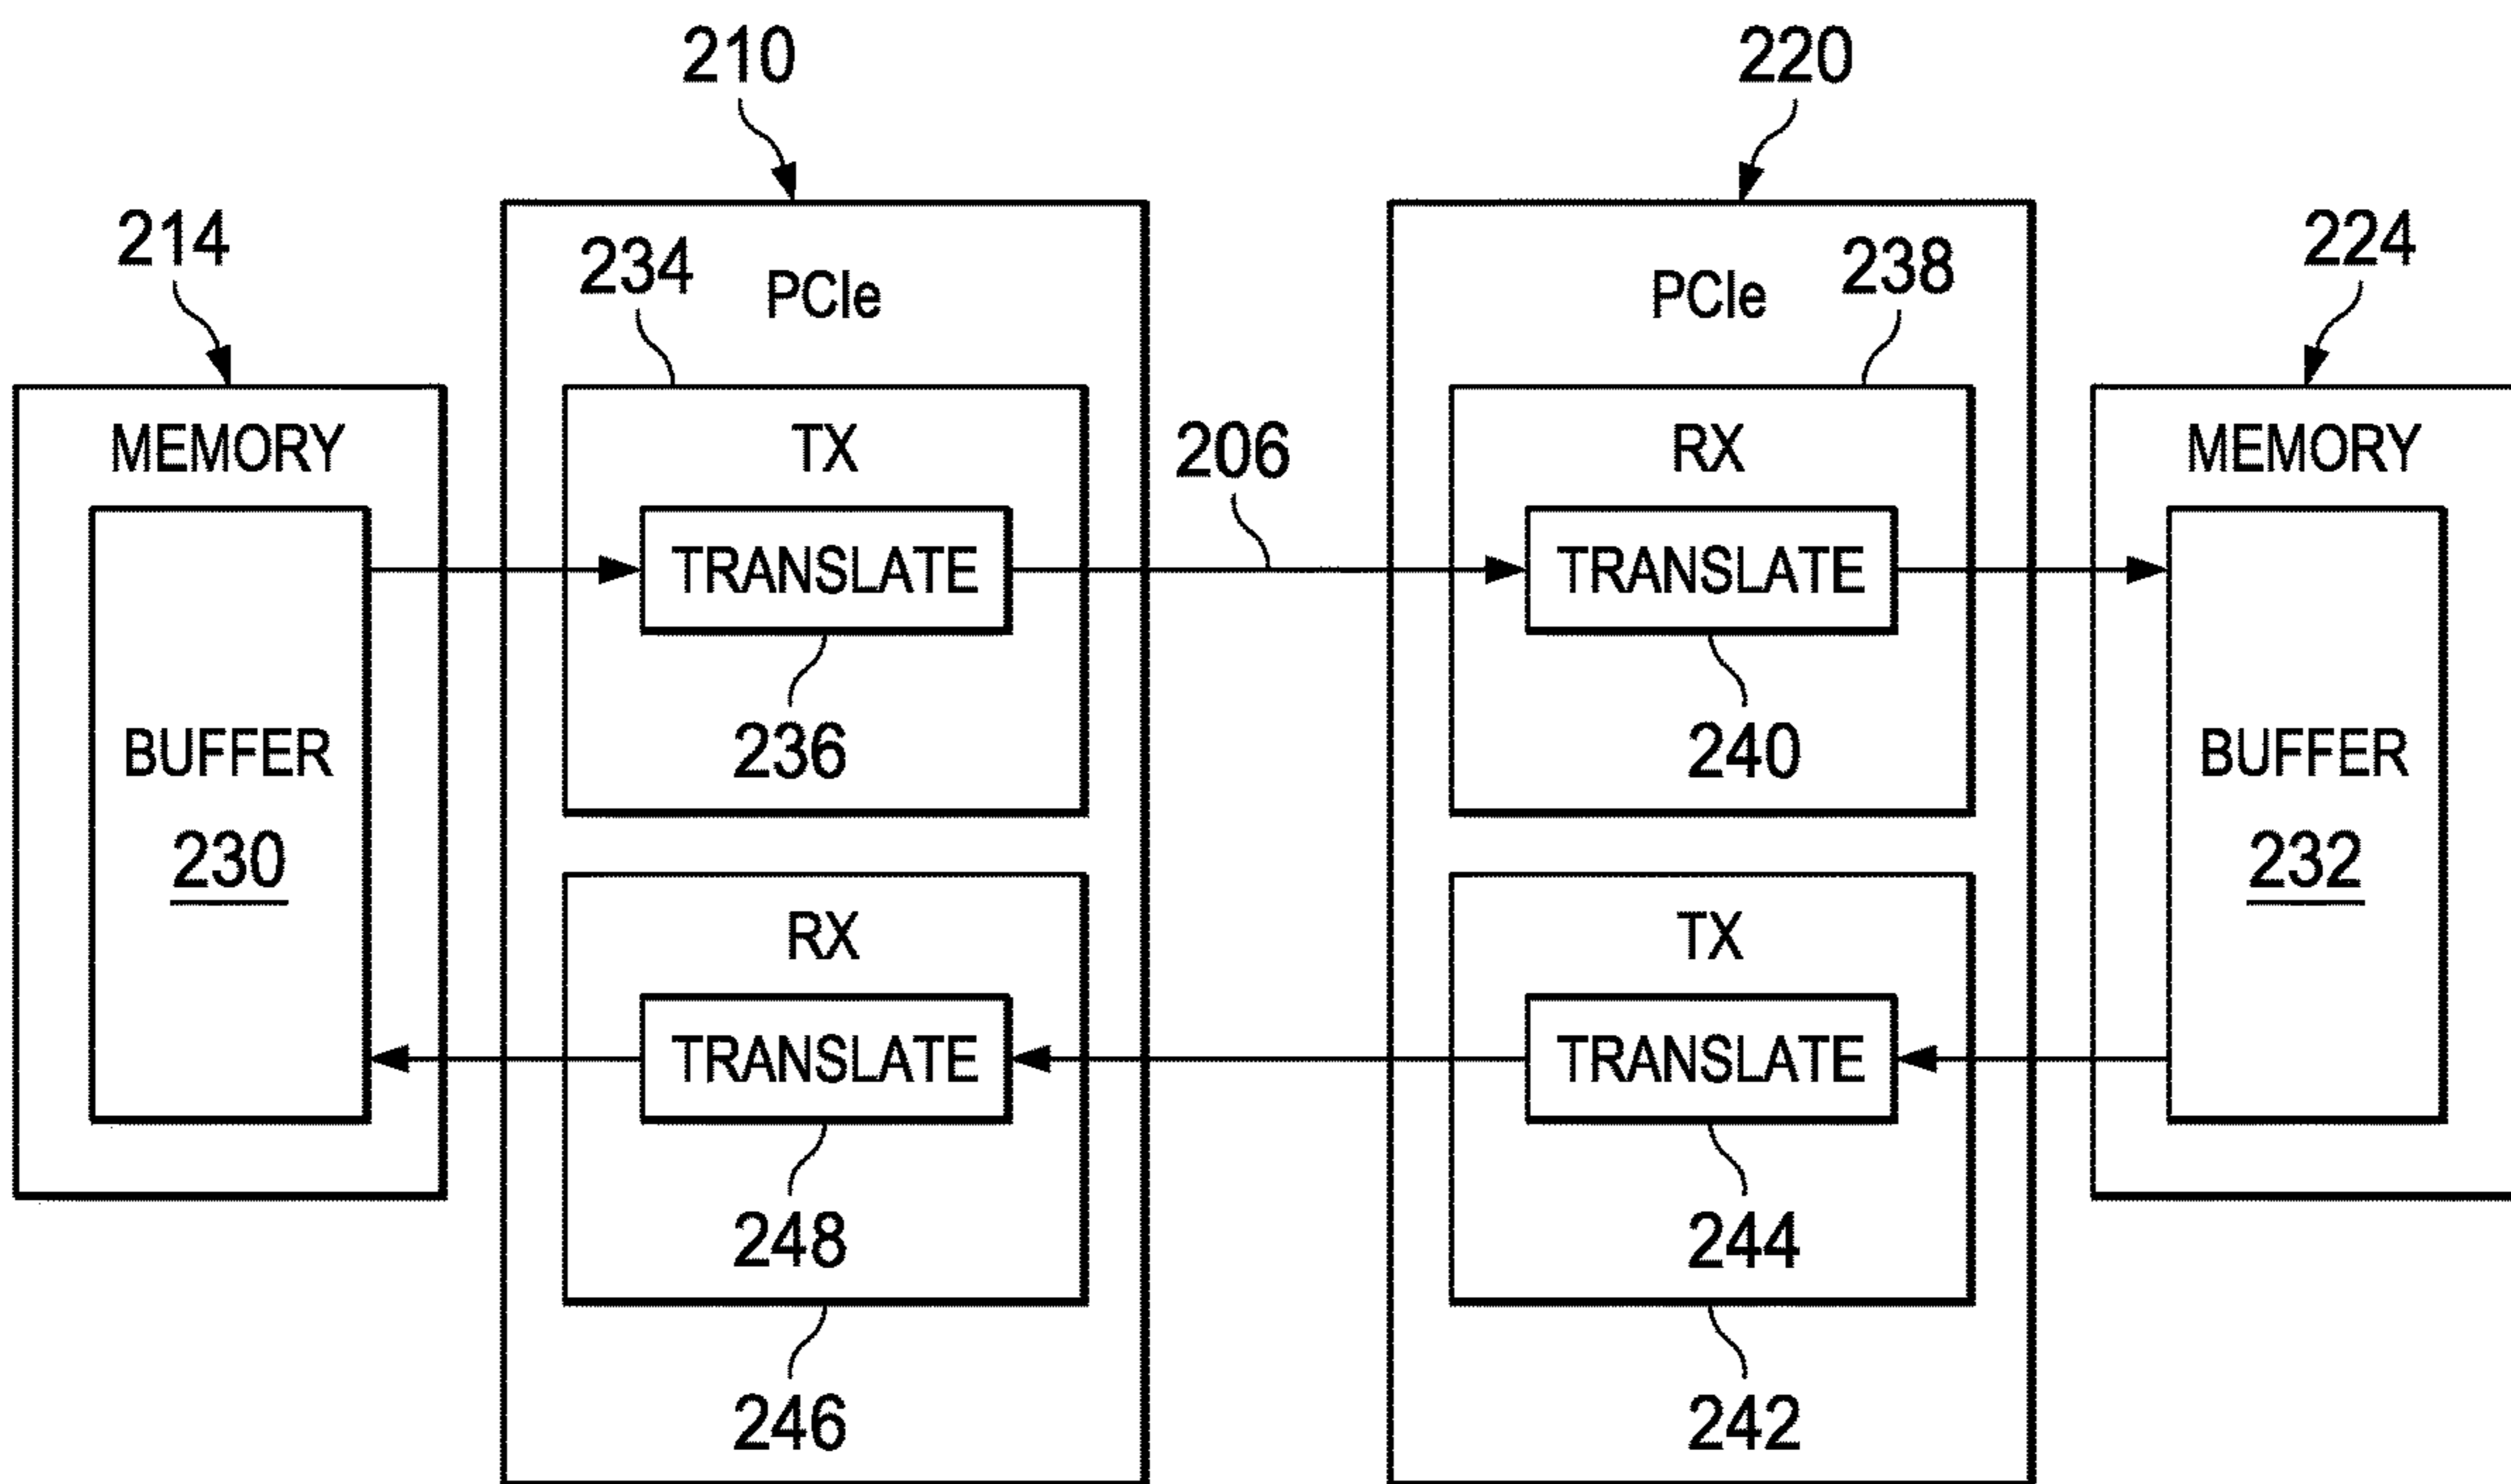 210
220
214
234
PCIe
PCIe
238
224
MEMORY
TX
206
RX
MEMORY
TRANSLATE
TRANSLATE
BUFFER
236
240
BUFFER
230
232
RX
TX
TRANSLATE
TRANSLATE
248
244
246
242